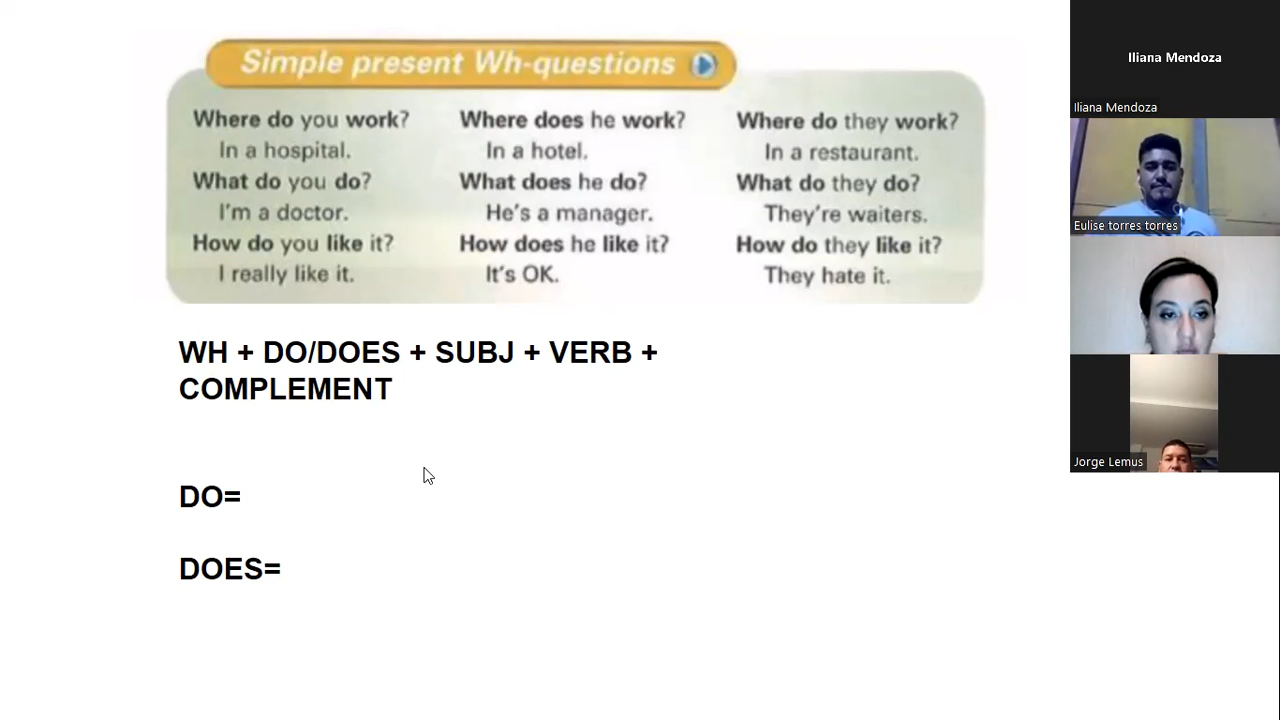 Simple present Wh-questions
Where do you work?
In a hospital.
What do you do?
I'm a doctor.
How do you like it?
I really like it.
Where does he work?
In a hotel.
What does he do?
He's a manager.
How does he like it?
It's OK.
Where do they work?
In a restaurant.
What do they do?
They're waiters.
How do they like it?
They hate it.
WH + DO/DOES + SUBJ + VERB +
COMPLEMENT
DO=
DOES=
Iliana Mendoza
Iliana Mendoza
Eulise torres torres
Jorge Lemus